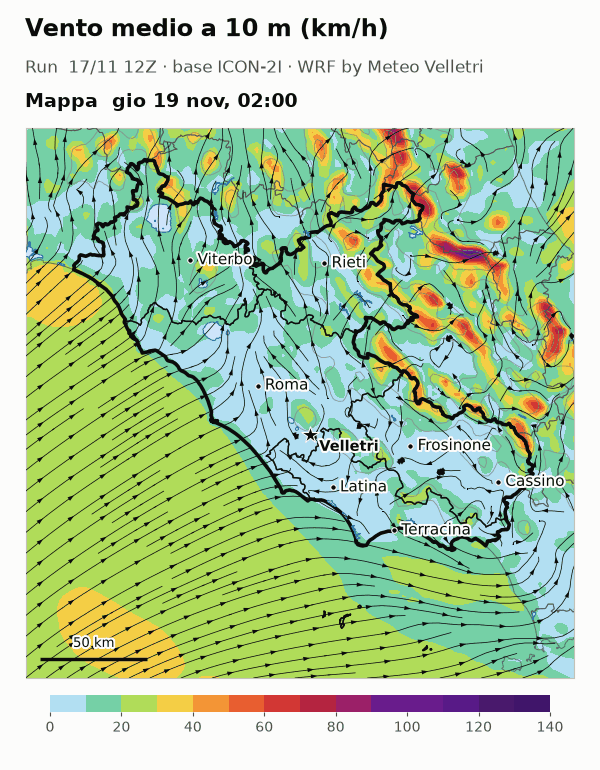 Vento medio a 10 m (km/h)
Run 17/11 12Z · base ICON-2I · WRF by Meteo Velletri
Mappa gio 19 nov, 02:00
Viterbo
Rieti
Roma
Velletri
Frosinone
Latina
Cassino
Terracina
50 km
0 20 40 60 80 100 120 140